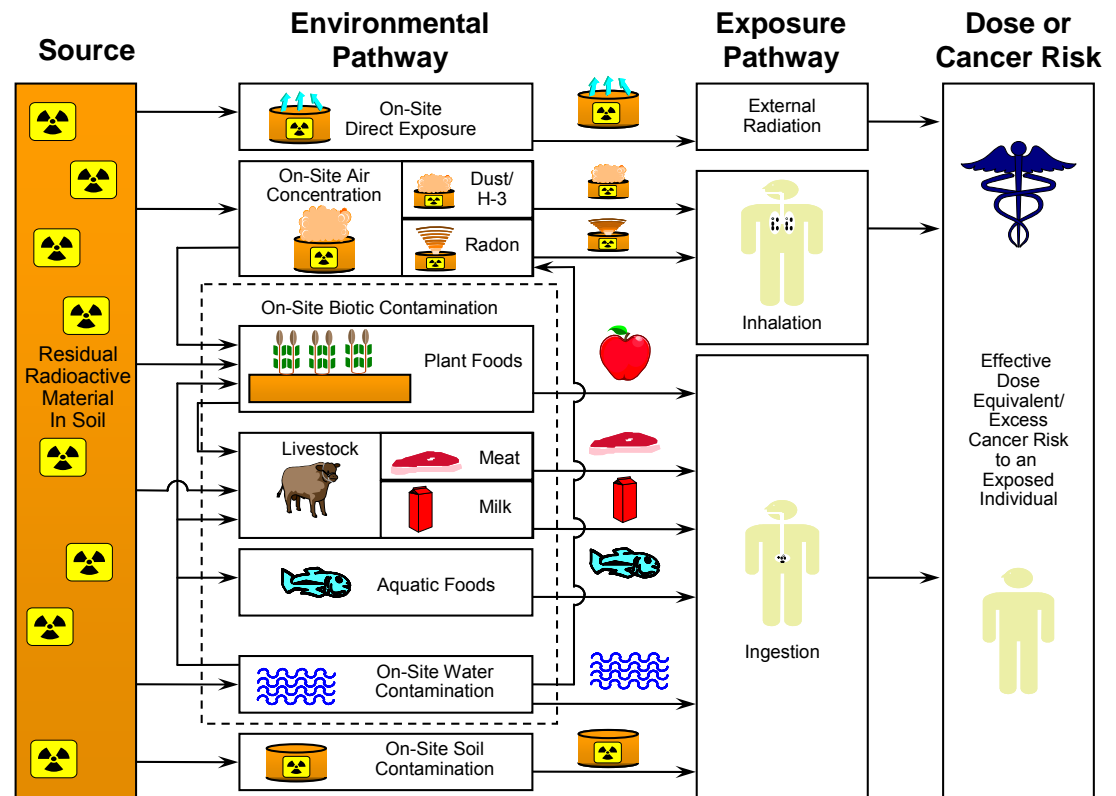 Source
Environmental
Pathway
Exposure
Pathway
Dose or
Cancer Risk
Residual
Radioactive
Material
In Soil
On-Site
Direct Exposure
On-Site Air
Concentration
Dust/
H-3
Radon
On-Site Biotic Contamination
Plant Foods
Livestock
Meat
Milk
Aquatic Foods
On-Site Water
Contamination
On-Site Soil
Contamination
External
Radiation
Inhalation
Ingestion
Effective
Dose
Equivalent/
Excess
Cancer Risk
to an
Exposed
Individual